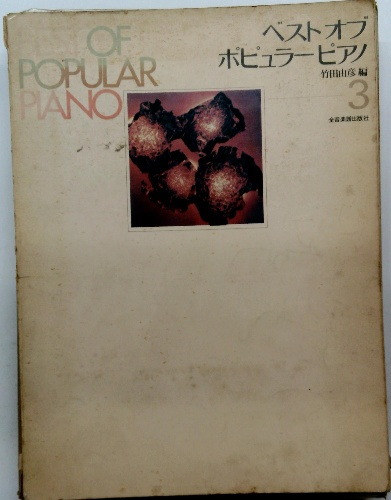 BEST OF
POPULAR
PIANO
ベスト オブ
ポピュラーピアノ
竹田由彦 編
3
全音楽譜出版社